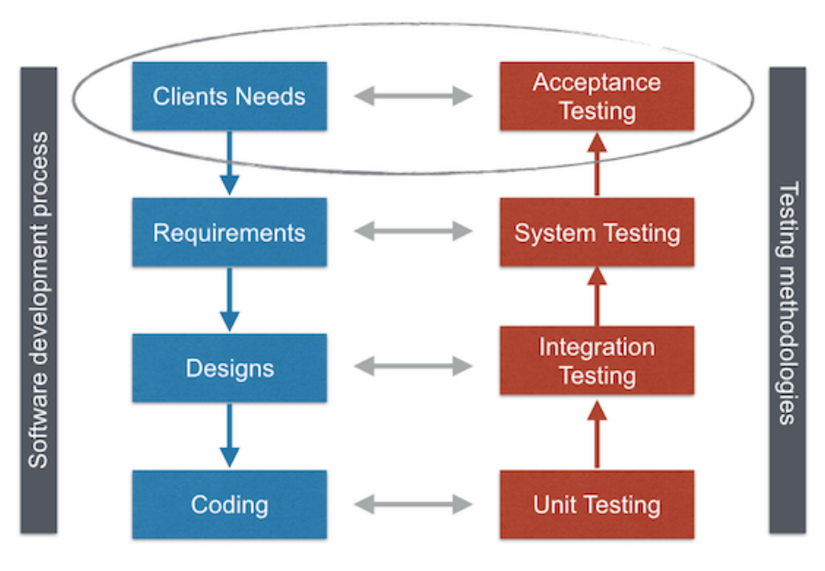 Software development process
Clients Needs
Acceptance
Testing
Requirements
System Testing
Designs
Integration
Testing
Coding
Unit Testing
Testing methodologies